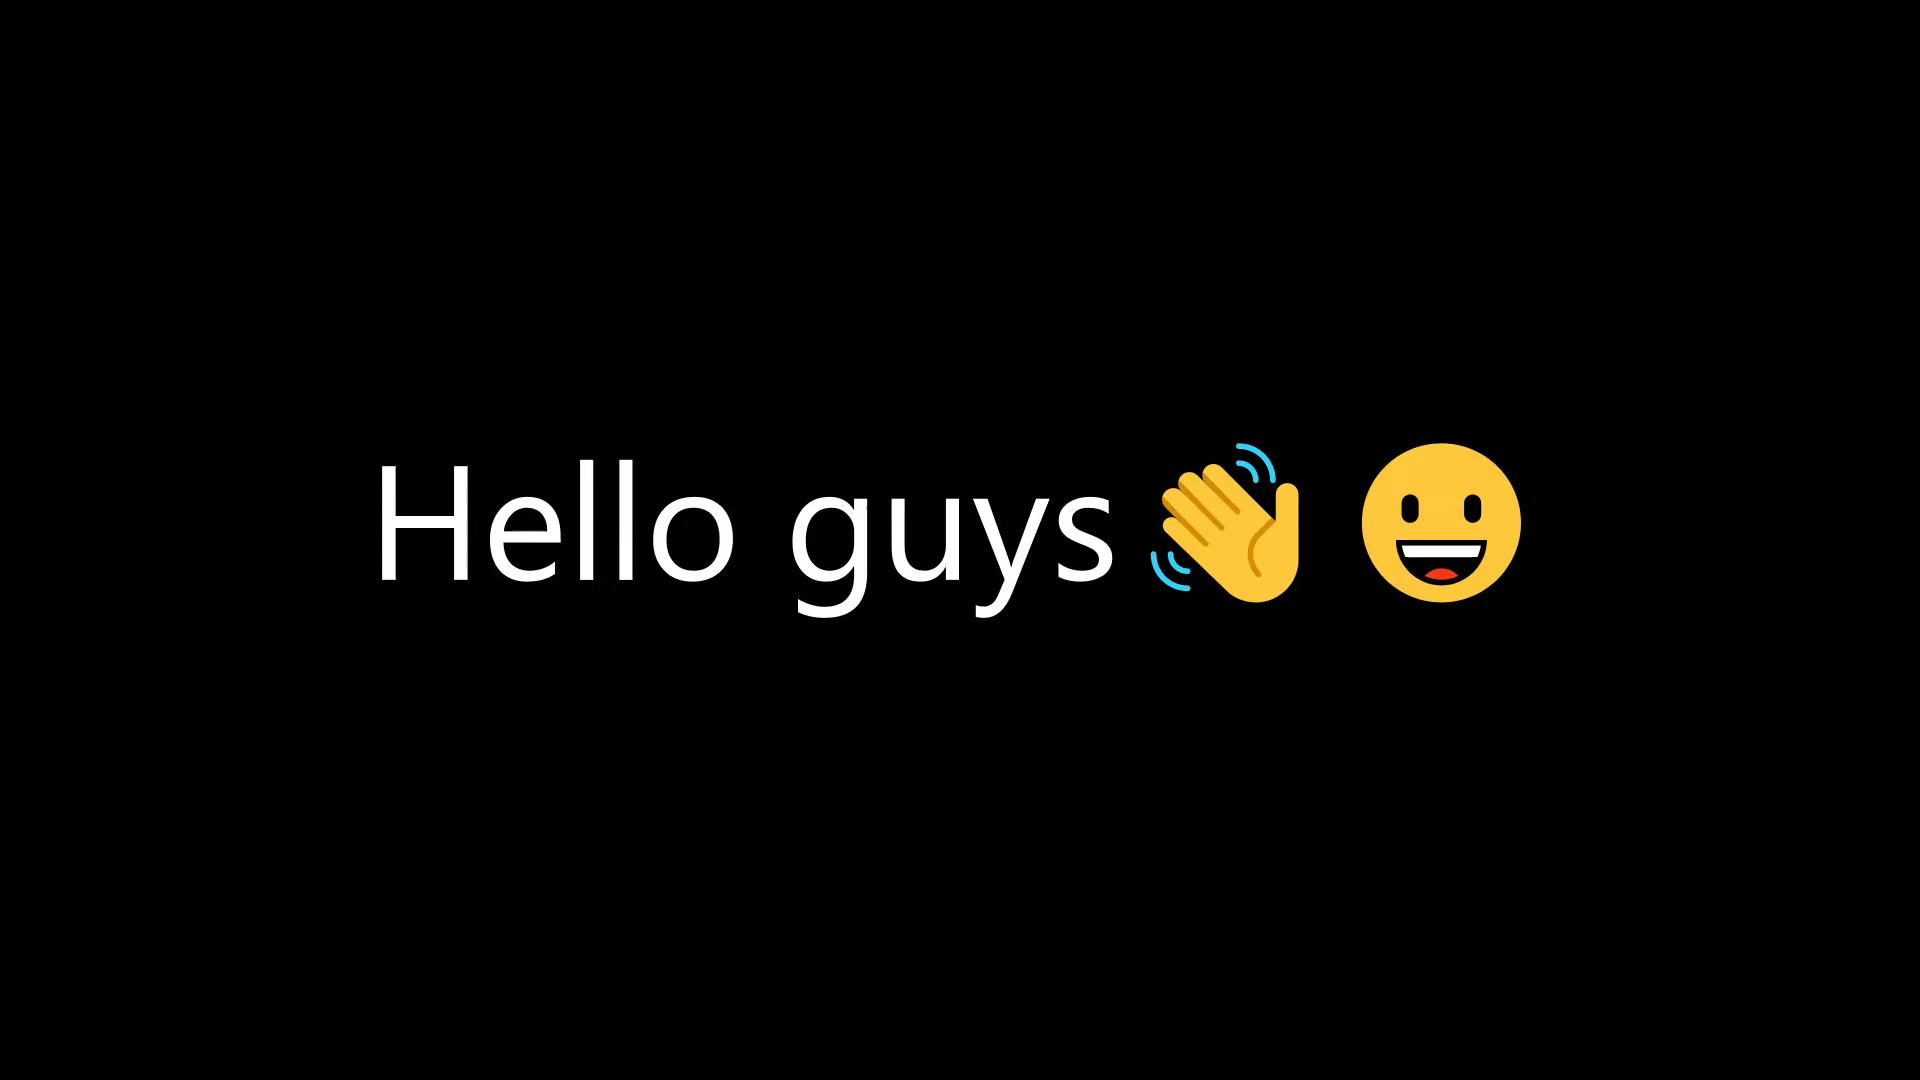 Hello guys 👋 😀